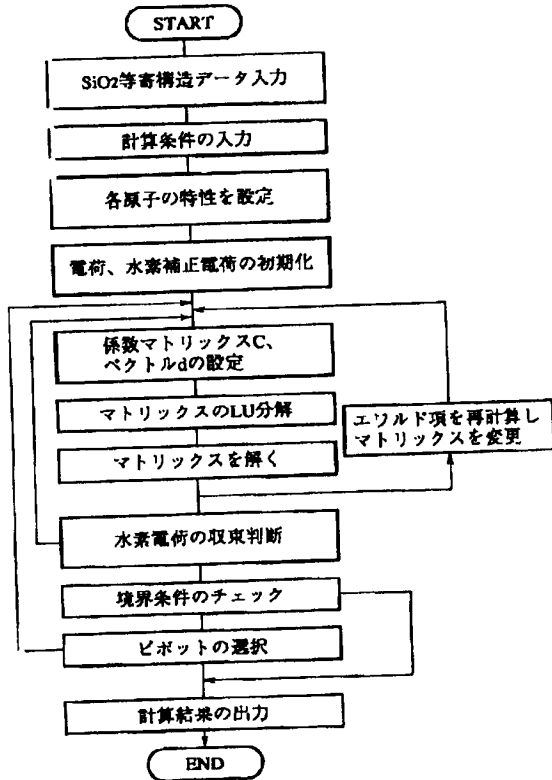 START
SiO2等寄構造データ入力
計算条件の入力
各原子の特性を設定
電荷、水素補正電荷の初期化
係数マトリックスC、
ベクトルdの設定
マトリックスのLU分解
マトリックスを解く
エワルド項を再計算し
マトリックスを変更
水素電荷の収束判断
境界条件のチェック
ピボットの選択
計算結果の出力
END